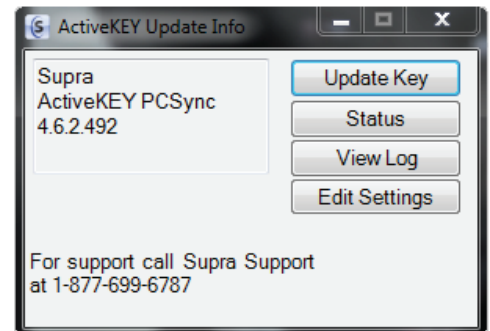 ActiveKEY Update Info
Supra
ActiveKEY PCSync
4.6.2.492
Update Key
Status
View Log
Edit Settings
For support call Supra Support
at 1-877-699-6787